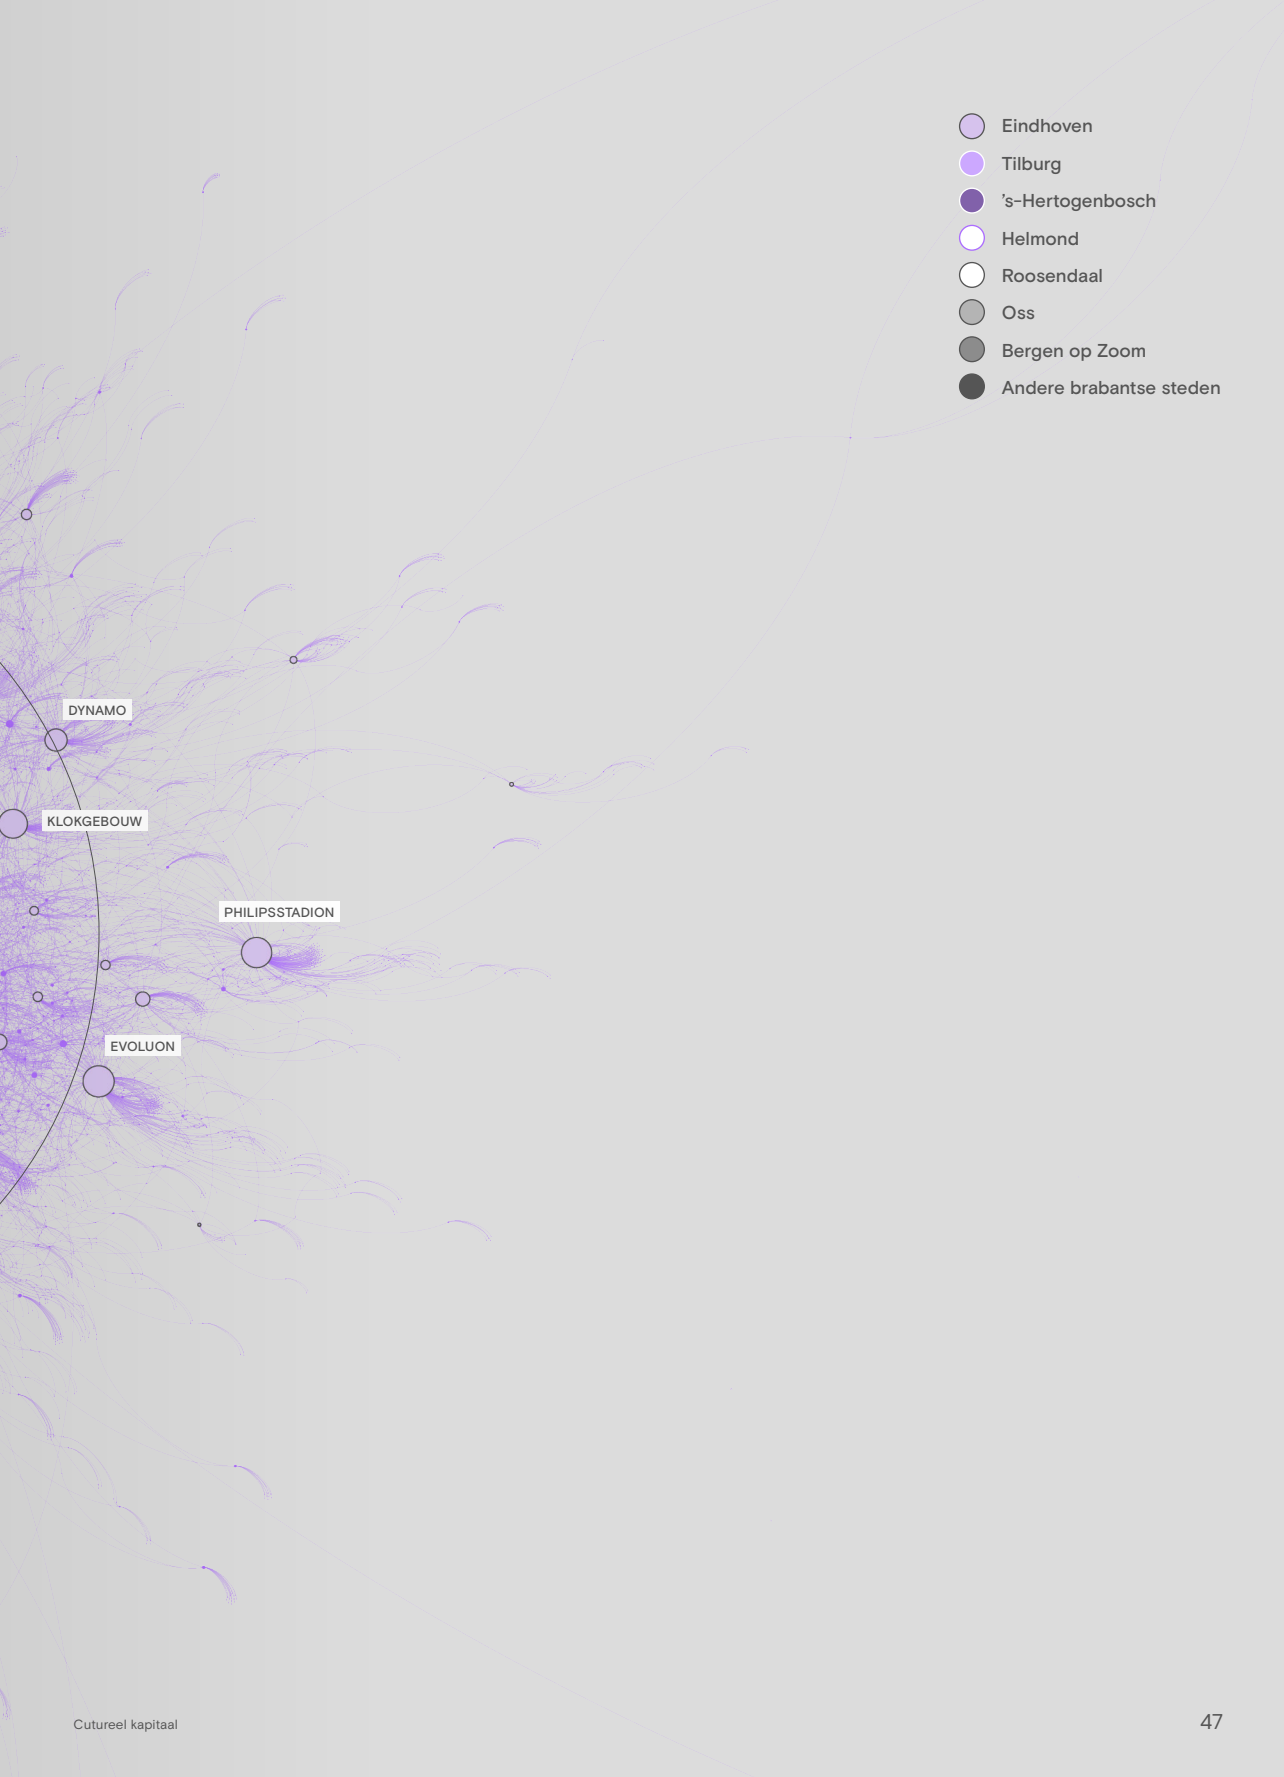 Eindhoven
Tilburg
’s-Hertogenbosch
Helmond
Roosendaal
Oss
Bergen op Zoom
Andere brabantse steden
DYNAMO
KLOKGEBOUW
PHILIPSSTADION
EVOLUON
Cutureel kapitaal
47